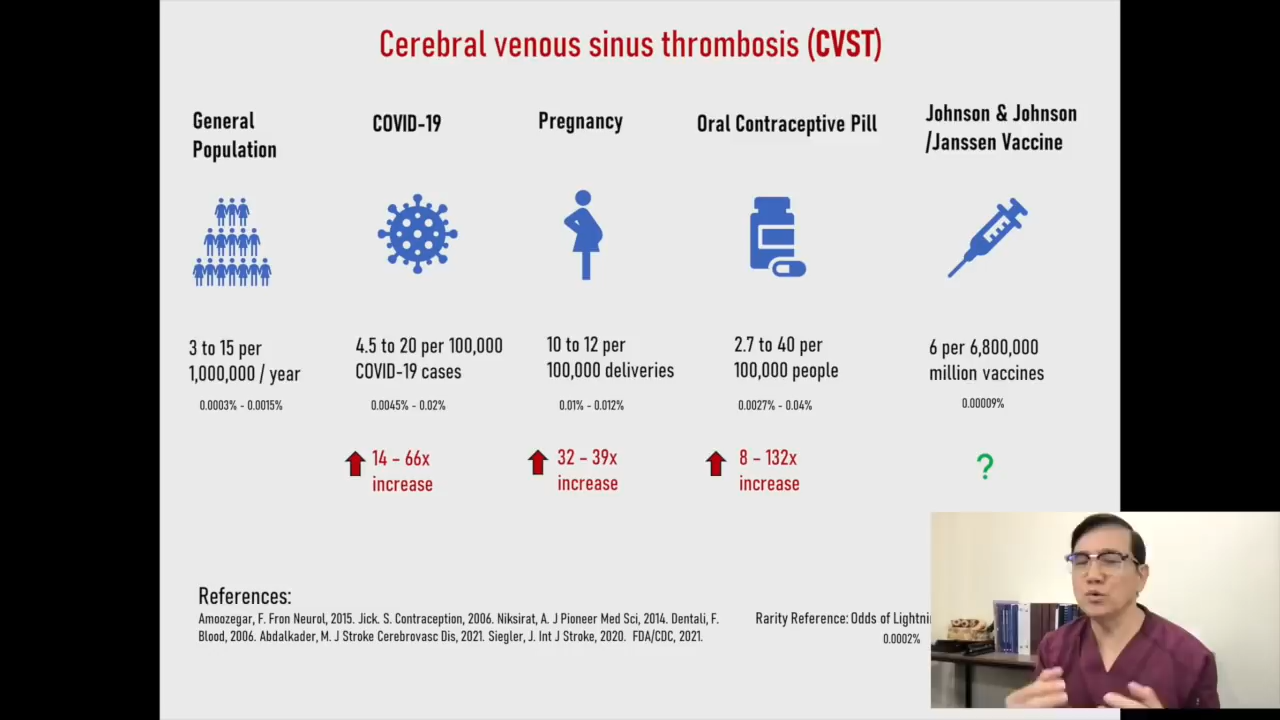 Cerebral venous sinus thrombosis (CVST)
General
Population
COVID-19
Pregnancy
Oral Contraceptive Pill
Johnson & Johnson
/Janssen Vaccine
3 to 15 per
1,000,000 / year
0.0003% - 0.0015%
4.5 to 20 per 100,000
COVID-19 cases
0.0045% - 0.02%
10 to 12 per
100,000 deliveries
0.01% - 0.012%
2.7 to 40 per
100,000 people
0.0027% - 0.04%
6 per 6,800,000
million vaccines
0.00009%
14 – 66x
increase
32 – 39x
increase
8 – 132x
increase
?
References:
Amoozegar, F. Fron Neurol, 2015. Jick. S. Contraception, 2006. Niksirat, A. J Pioneer Med Sci, 2014. Dentali, F.
Blood, 2006. Abdalkader, M. J Stroke Cerebrovasc Dis, 2021. Siegler, J. Int J Stroke, 2020. FDA/CDC, 2021.
Rarity Reference: Odds of Lightni
0.0002%